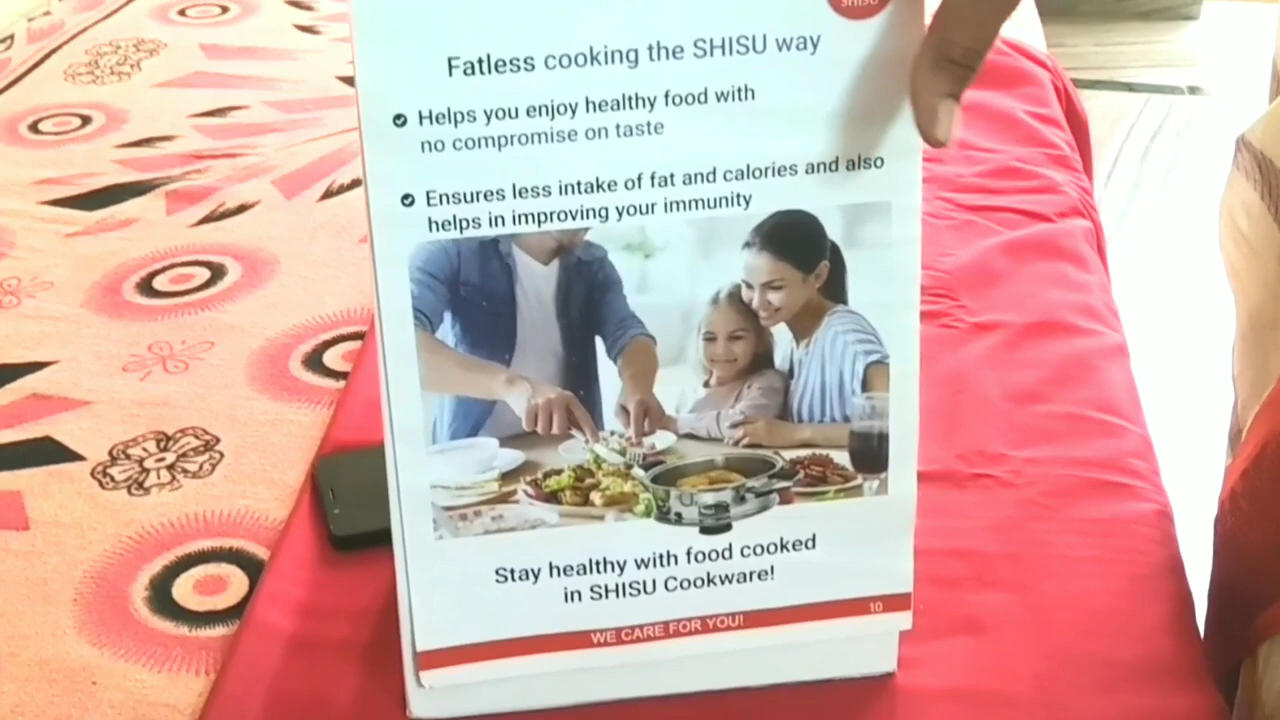 SHISU
Fatless cooking the SHISU way
Helps you enjoy healthy food with
no compromise on taste
Ensures less intake of fat and calories and also
helps in improving your immunity
Stay healthy with food cooked
in SHISU Cookware!
WE CARE FOR YOU!
10